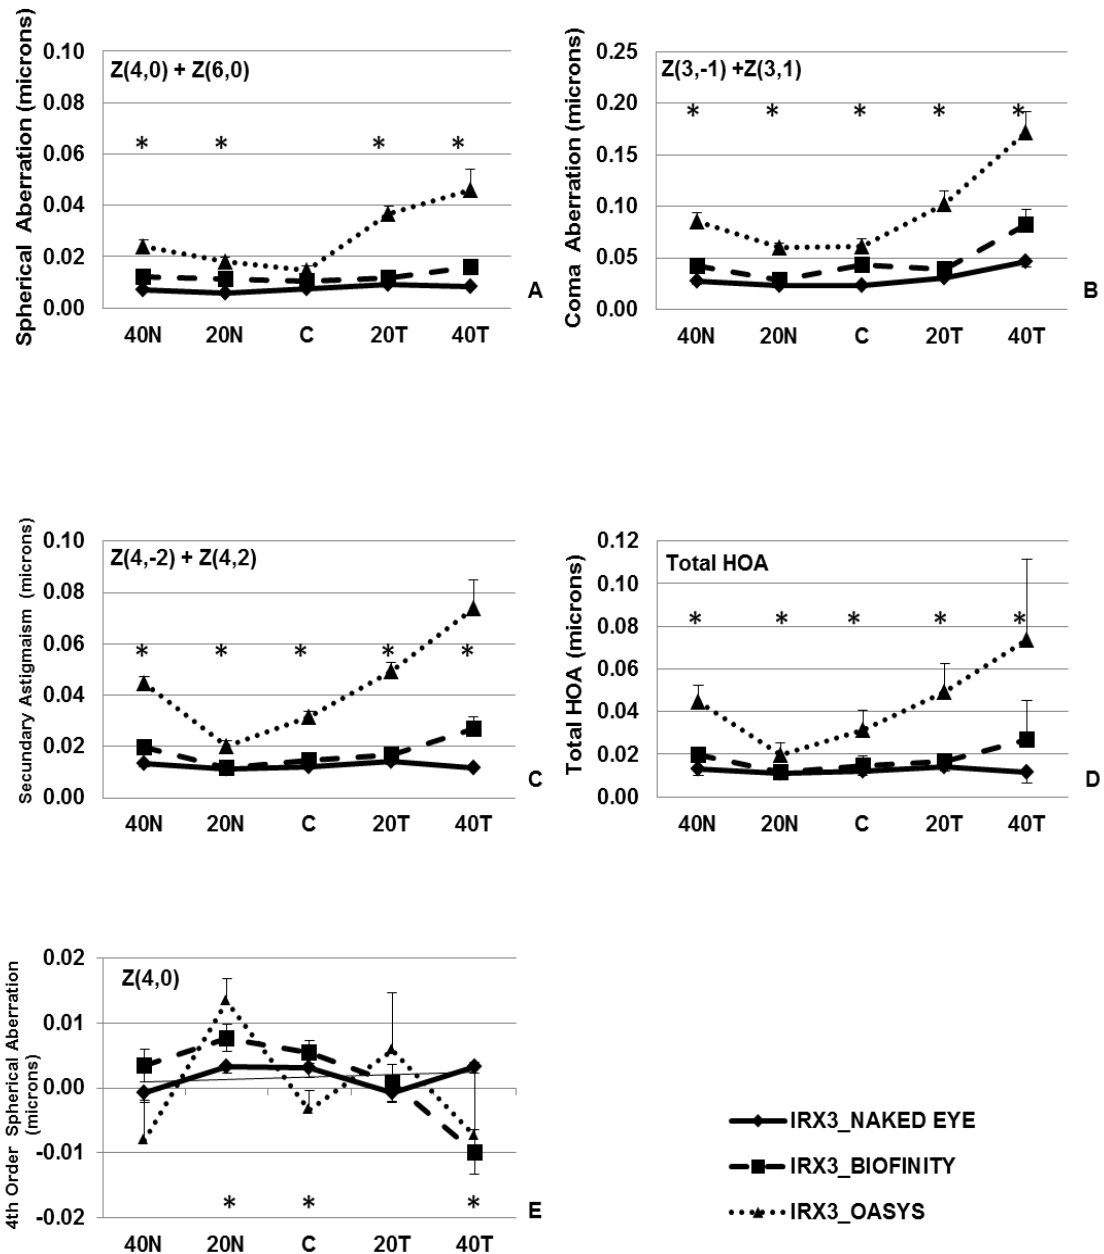 Spherical Aberration (microns)
0.10
0.08
0.06
0.04
0.02
0.00
Z(4,0) + Z(6,0)
* * * *
40N 20N C 20T 40T
A
Coma Aberration (microns)
0.25
0.20
0.15
0.10
0.05
0.00
Z(3,-1) +Z(3,1)
* * * * *
40N 20N C 20T 40T
B
Secundary Astigmaism (microns)
0.10
0.08
0.06
0.04
0.02
0.00
Z(4,-2) + Z(4,2)
* * * * *
40N 20N C 20T 40T
C
Total HOA (microns)
0.12
0.10
0.08
0.06
0.04
0.02
0.00
Total HOA
* * * * *
40N 20N C 20T 40T
D
4th Order Spherical Aberration
(microns)
0.02
0.01
0.00
-0.01
-0.02
Z(4,0)
* * *
40N 20N C 20T 40T
E
IRX3_NAKED EYE
IRX3_BIOFINITY
IRX3_OASYS